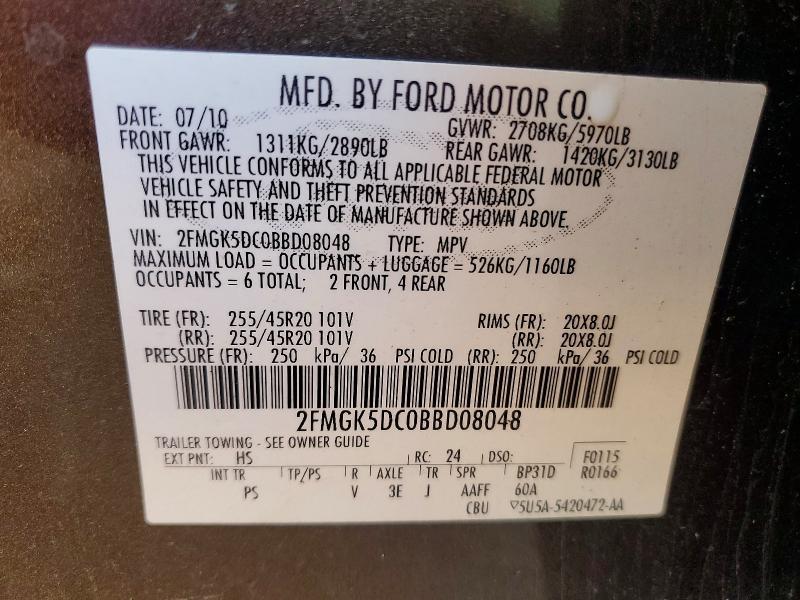 MFD. BY FORD MOTOR CO.
DATE: 07/10 GVWR: 2708KG/5970LB
FRONT GAWR: 1311KG/2890LB REAR GAWR: 1420KG/3130LB
THIS VEHICLE CONFORMS TO ALL APPLICABLE FEDERAL MOTOR
VEHICLE SAFETY AND THEFT PREVENTION STANDARDS
IN EFFECT ON THE DATE OF MANUFACTURE SHOWN ABOVE.
VIN: 2FMGK5DC0BBD08048 TYPE: MPV
MAXIMUM LOAD = OCCUPANTS + LUGGAGE = 526KG/1160LB
OCCUPANTS = 6 TOTAL; 2 FRONT, 4 REAR
TIRE (FR): 255/45R20 101V RIMS (FR): 20X8.0J
(RR): 255/45R20 101V (RR): 20X8.0J
PRESSURE (FR): 250 kPa/ 36 PSI COLD (RR): 250 kPa/ 36 PSI COLD
2FMGK5DC0BBD08048
TRAILER TOWING - SEE OWNER GUIDE
EXT PNT: HS RC: 24 DSO: F0115
INT TR TP/PS R AXLE TR SPR BP31D R0166
PS V 3E J AAFF 60A
CBU ▽5U5A-5420472-AA